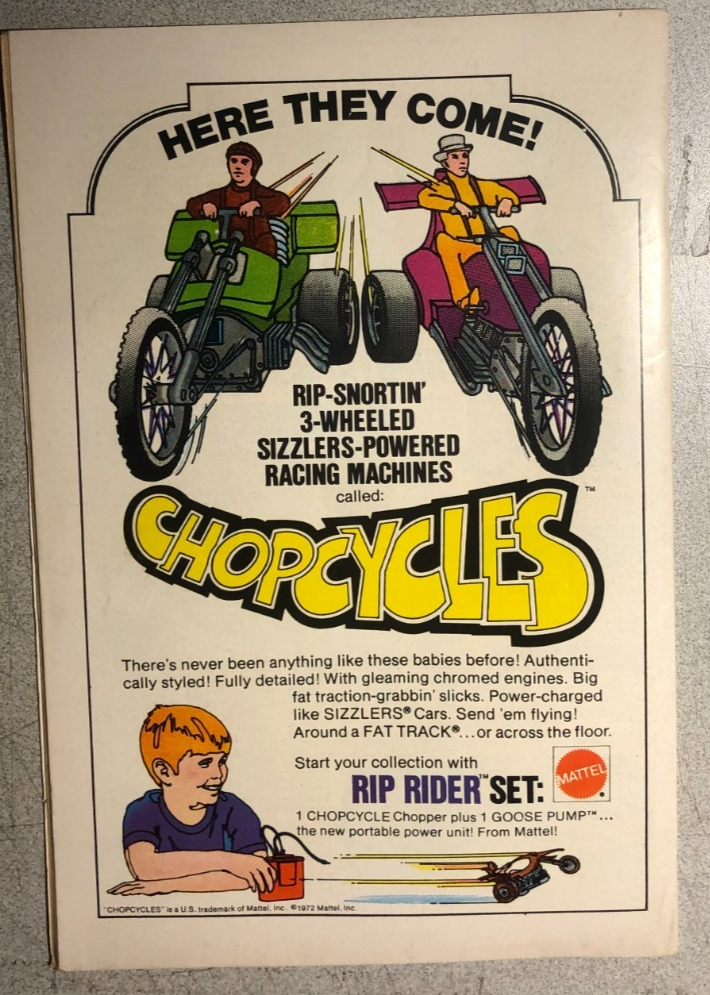 HERE THEY COME!
RIP-SNORTIN'
3-WHEELED
SIZZLERS-POWERED
RACING MACHINES
called:
CHOPCYCLES™
There's never been anything like these babies before! Authenti-
cally styled! Fully detailed! With gleaming chromed engines. Big
fat traction-grabbin' slicks. Power-charged
like SIZZLERS® Cars. Send 'em flying!
Around a FAT TRACK®...or across the floor.
Start your collection with
RIP RIDER™ SET:
MATTEL®
1 CHOPCYCLE Chopper plus 1 GOOSE PUMP™...
the new portable power unit! From Mattel!
"CHOPCYCLES" is a U.S. trademark of Mattel, Inc. ©1972 Mattel, Inc.